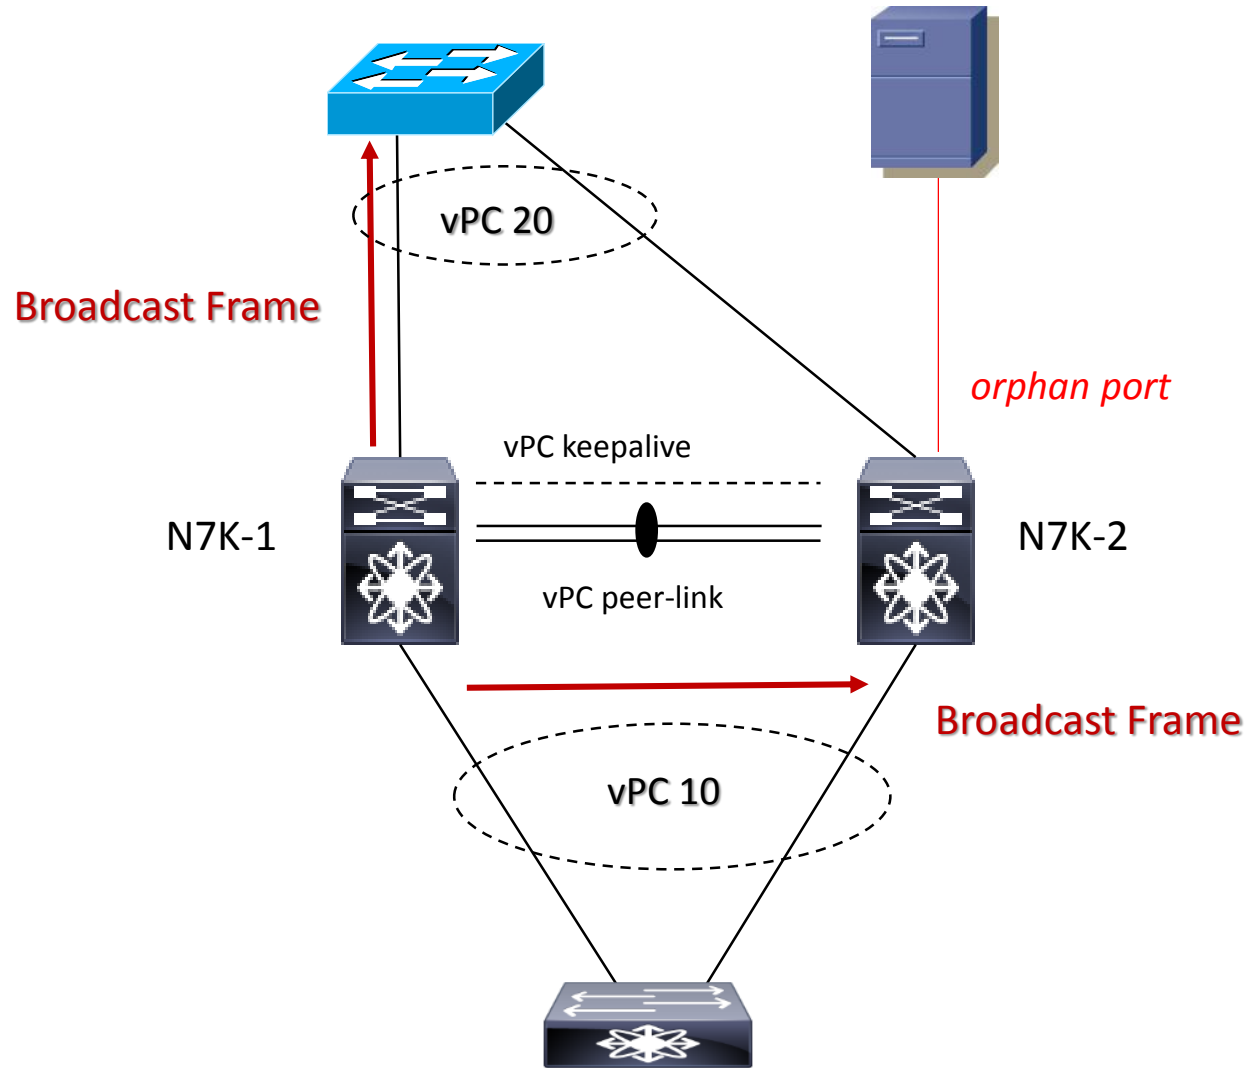 vPC 20
Broadcast Frame
orphan port
vPC keepalive
N7K-1
N7K-2
vPC peer-link
Broadcast Frame
vPC 10